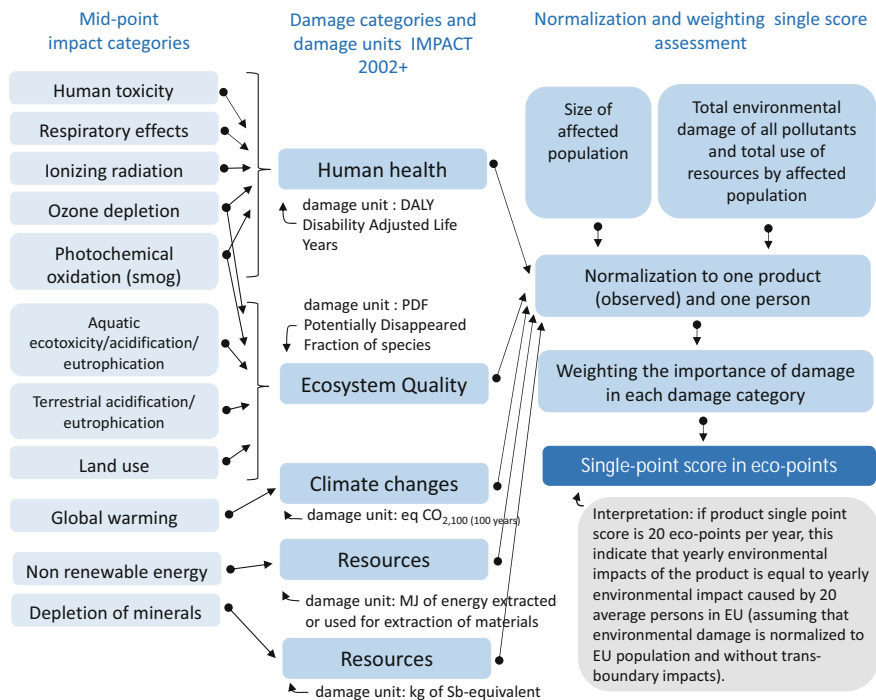 Mid-point
impact categories
Human toxicity
Respiratory effects
Ionizing radiation
Ozone depletion
Photochemical
oxidation (smog)
Aquatic
ecotoxicity/acidification/
eutrophication
Terrestrial acidification/
eutrophication
Land use
Global warming
Non renewable energy
Depletion of minerals
Damage categories and
damage units IMPACT
2002+
Human health
damage unit : DALY
Disability Adjusted Life
Years
damage unit : PDF
Potentially Disappeared
Fraction of species
Ecosystem Quality
Climate changes
damage unit: eq CO2,100 (100 years)
Resources
damage unit: MJ of energy extracted
or used for extraction of materials
Resources
damage unit: kg of Sb-equivalent
Normalization and weighting single score
assessment
Size of
affected
population
Total environmental
damage of all pollutants
and total use of
resources by affected
population
Normalization to one product
(observed) and one person
Weighting the importance of damage
in each damage category
Single-point score in eco-points
Interpretation: if product single point
score is 20 eco-points per year, this
indicate that yearly environmental
impacts of the product is equal to yearly
environmental impact caused by 20
average persons in EU (assuming that
environmental damage is normalized to
EU population and without trans-
boundary impacts).